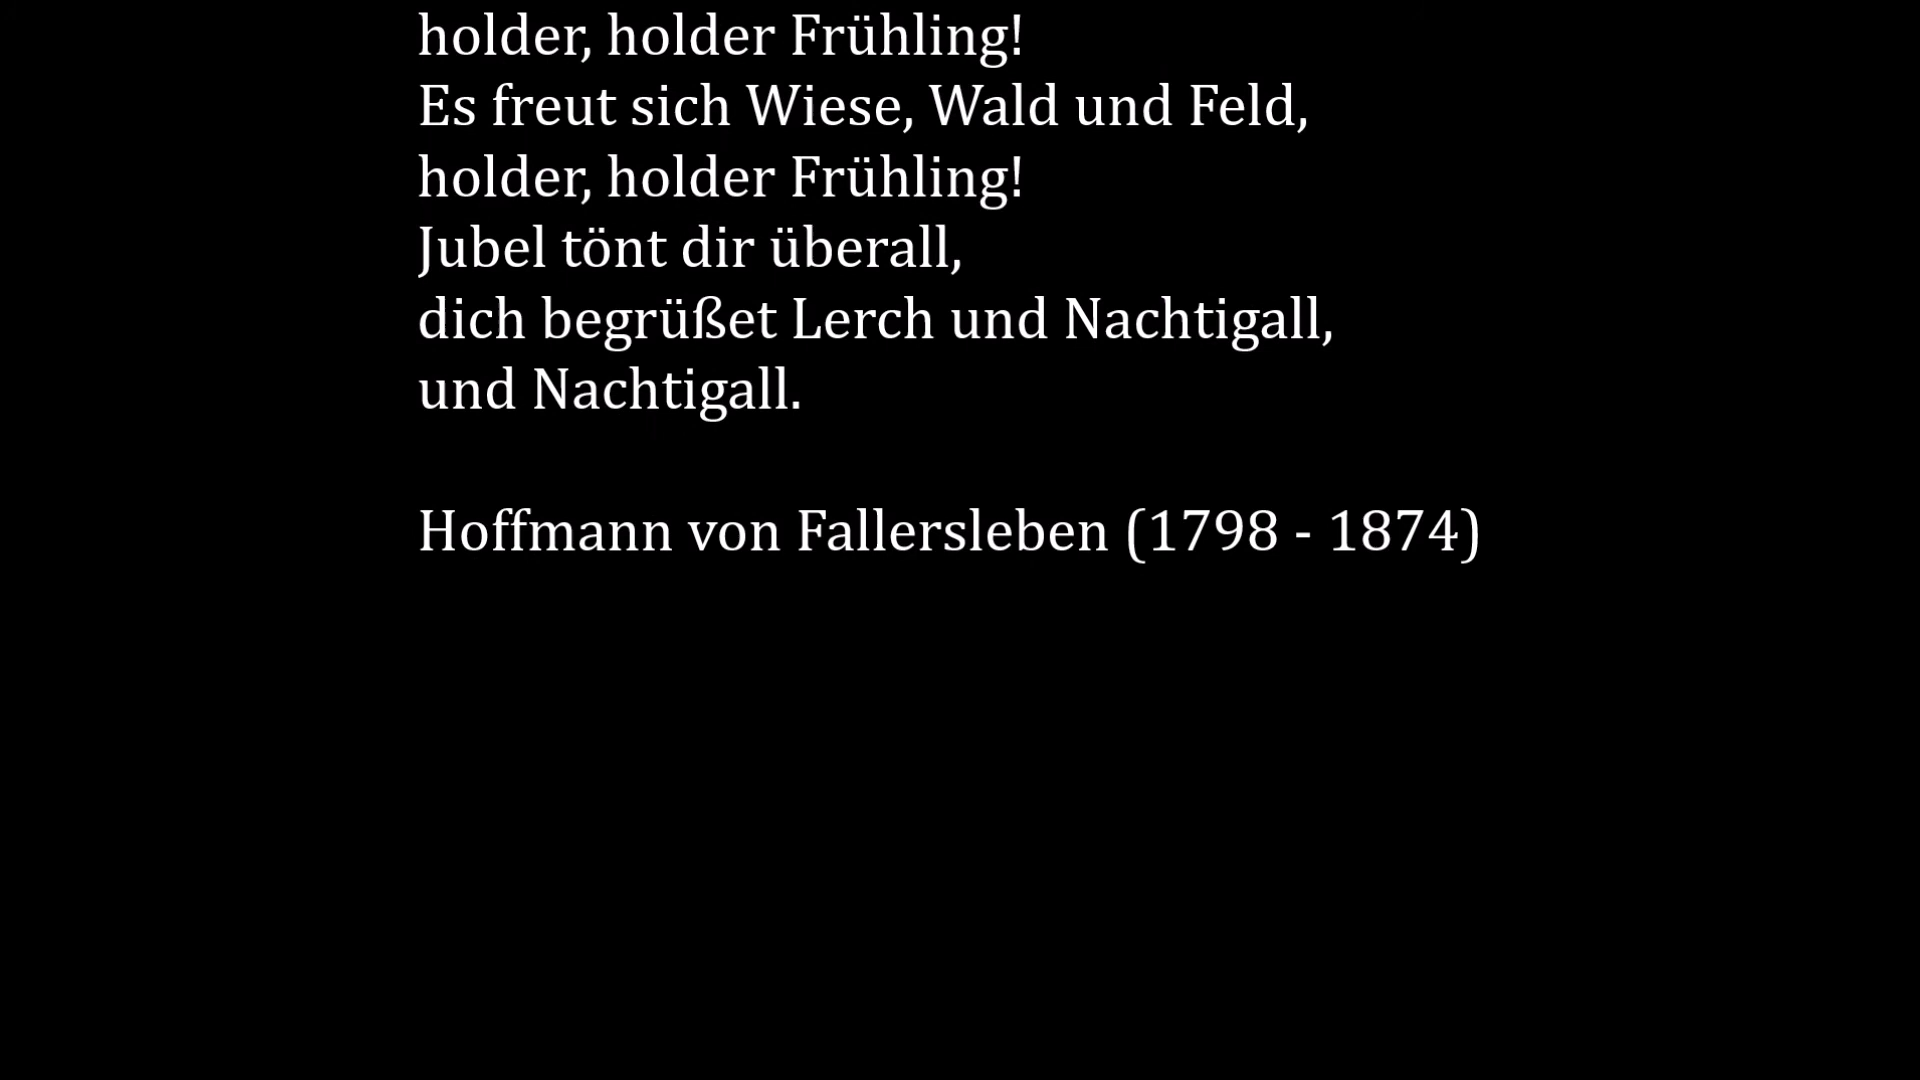 holder, holder Frühling!
Es freut sich Wiese, Wald und Feld,
holder, holder Frühling!
Jubel tönt dir überall,
dich begrüßet Lerch und Nachtigall,
und Nachtigall.
Hoffmann von Fallersleben (1798 - 1874)